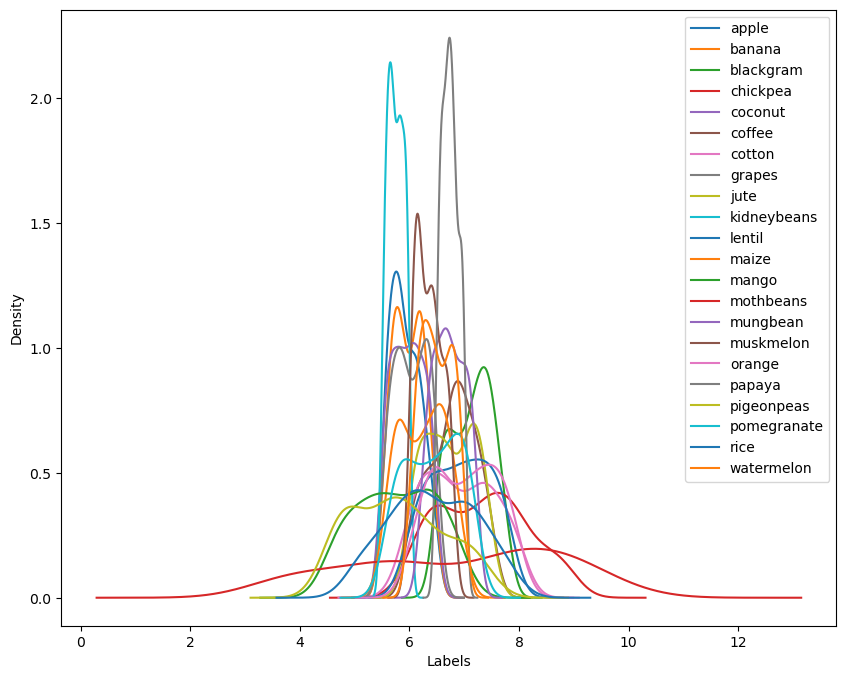 apple
banana
blackgram
chickpea
coconut
coffee
cotton
grapes
jute
kidneybeans
lentil
maize
mango
mothbeans
mungbean
muskmelon
orange
papaya
pigeonpeas
pomegranate
rice
watermelon
2.0
1.5
1.0
0.5
0.0
Density
0 2 4 6 8 10 12
Labels